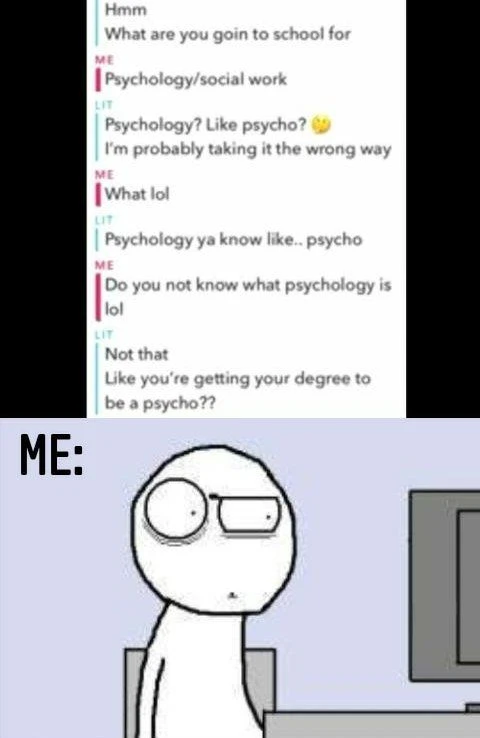 Hmm
What are you goin to school for
ME
Psychology/social work
LIT
Psychology? Like psycho? 🤔
I'm probably taking it the wrong way
ME
What lol
LIT
Psychology ya know like.. psycho
ME
Do you not know what psychology is
lol
LIT
Not that
Like you're getting your degree to
be a psycho??
ME: